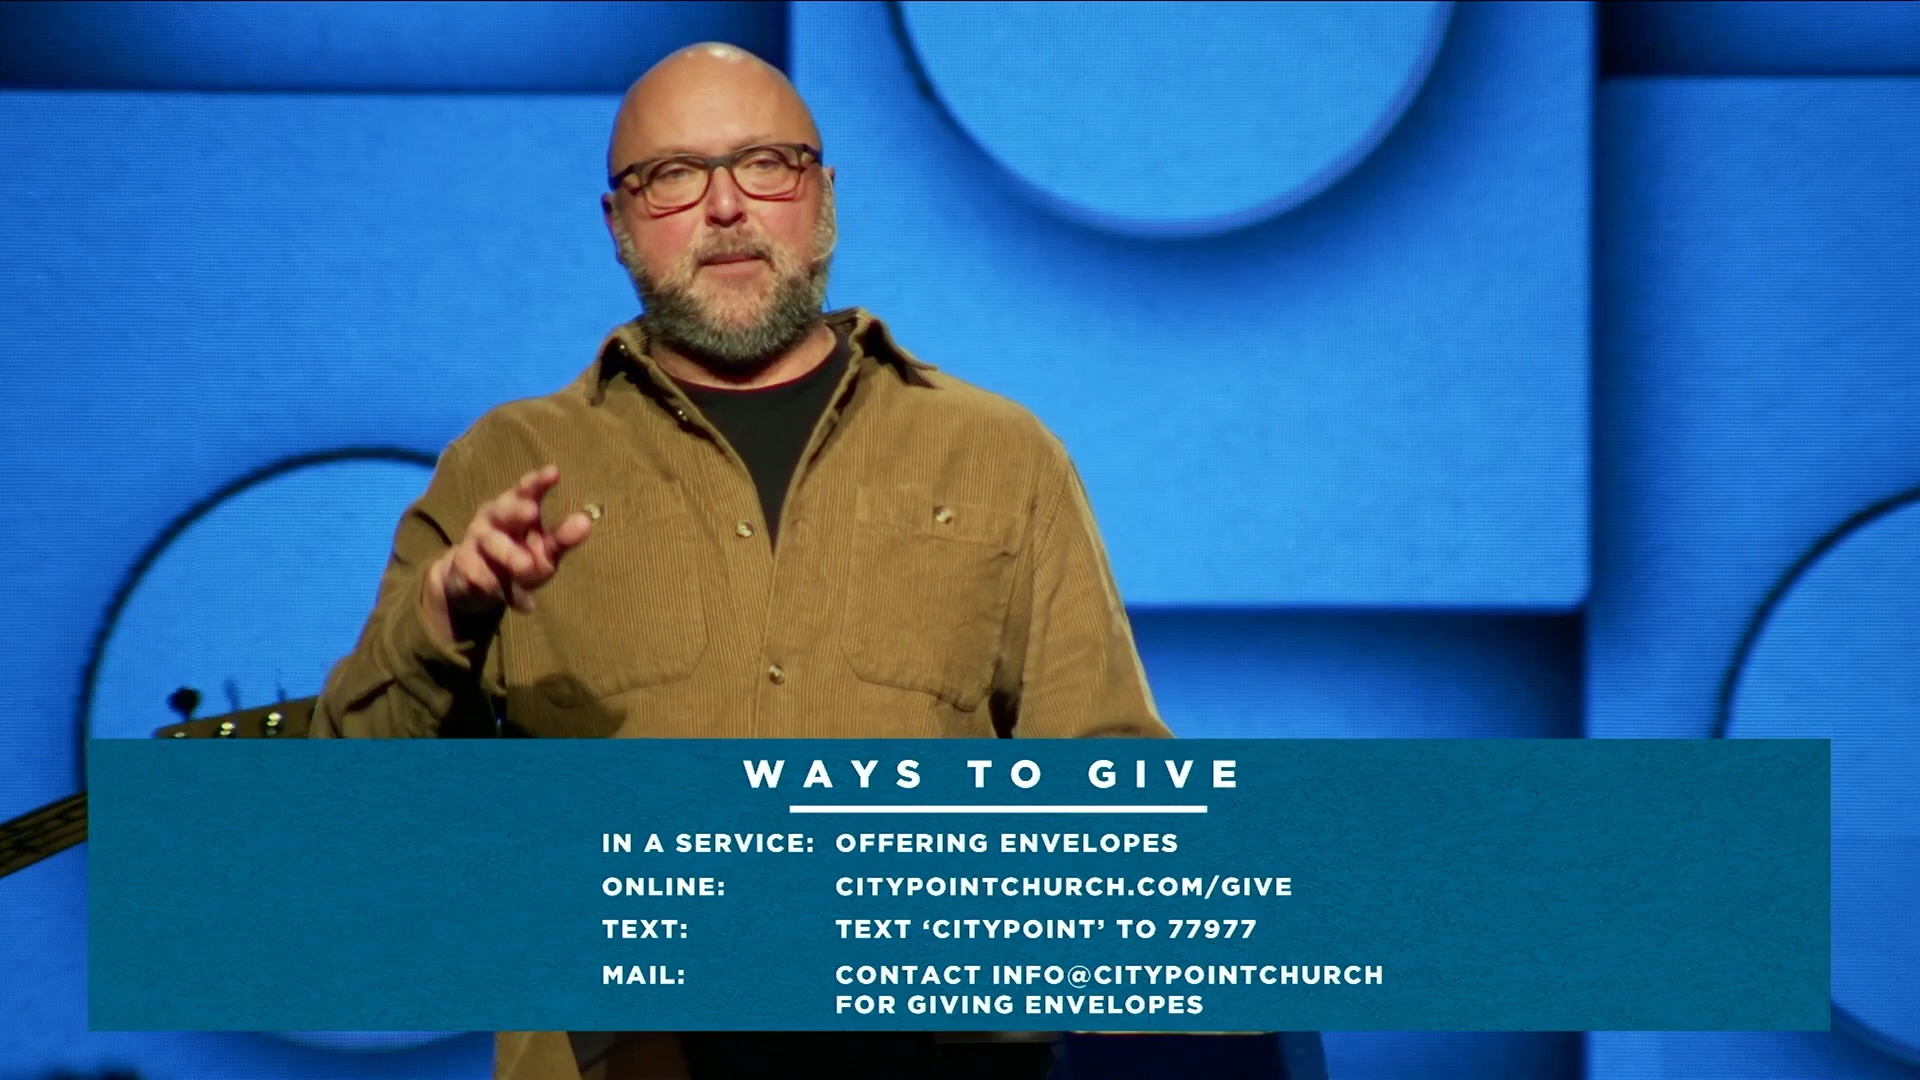 WAYS TO GIVE
IN A SERVICE: OFFERING ENVELOPES
ONLINE: CITYPOINTCHURCH.COM/GIVE
TEXT: TEXT ‘CITYPOINT’ TO 77977
MAIL: CONTACT INFO@CITYPOINTCHURCH
FOR GIVING ENVELOPES